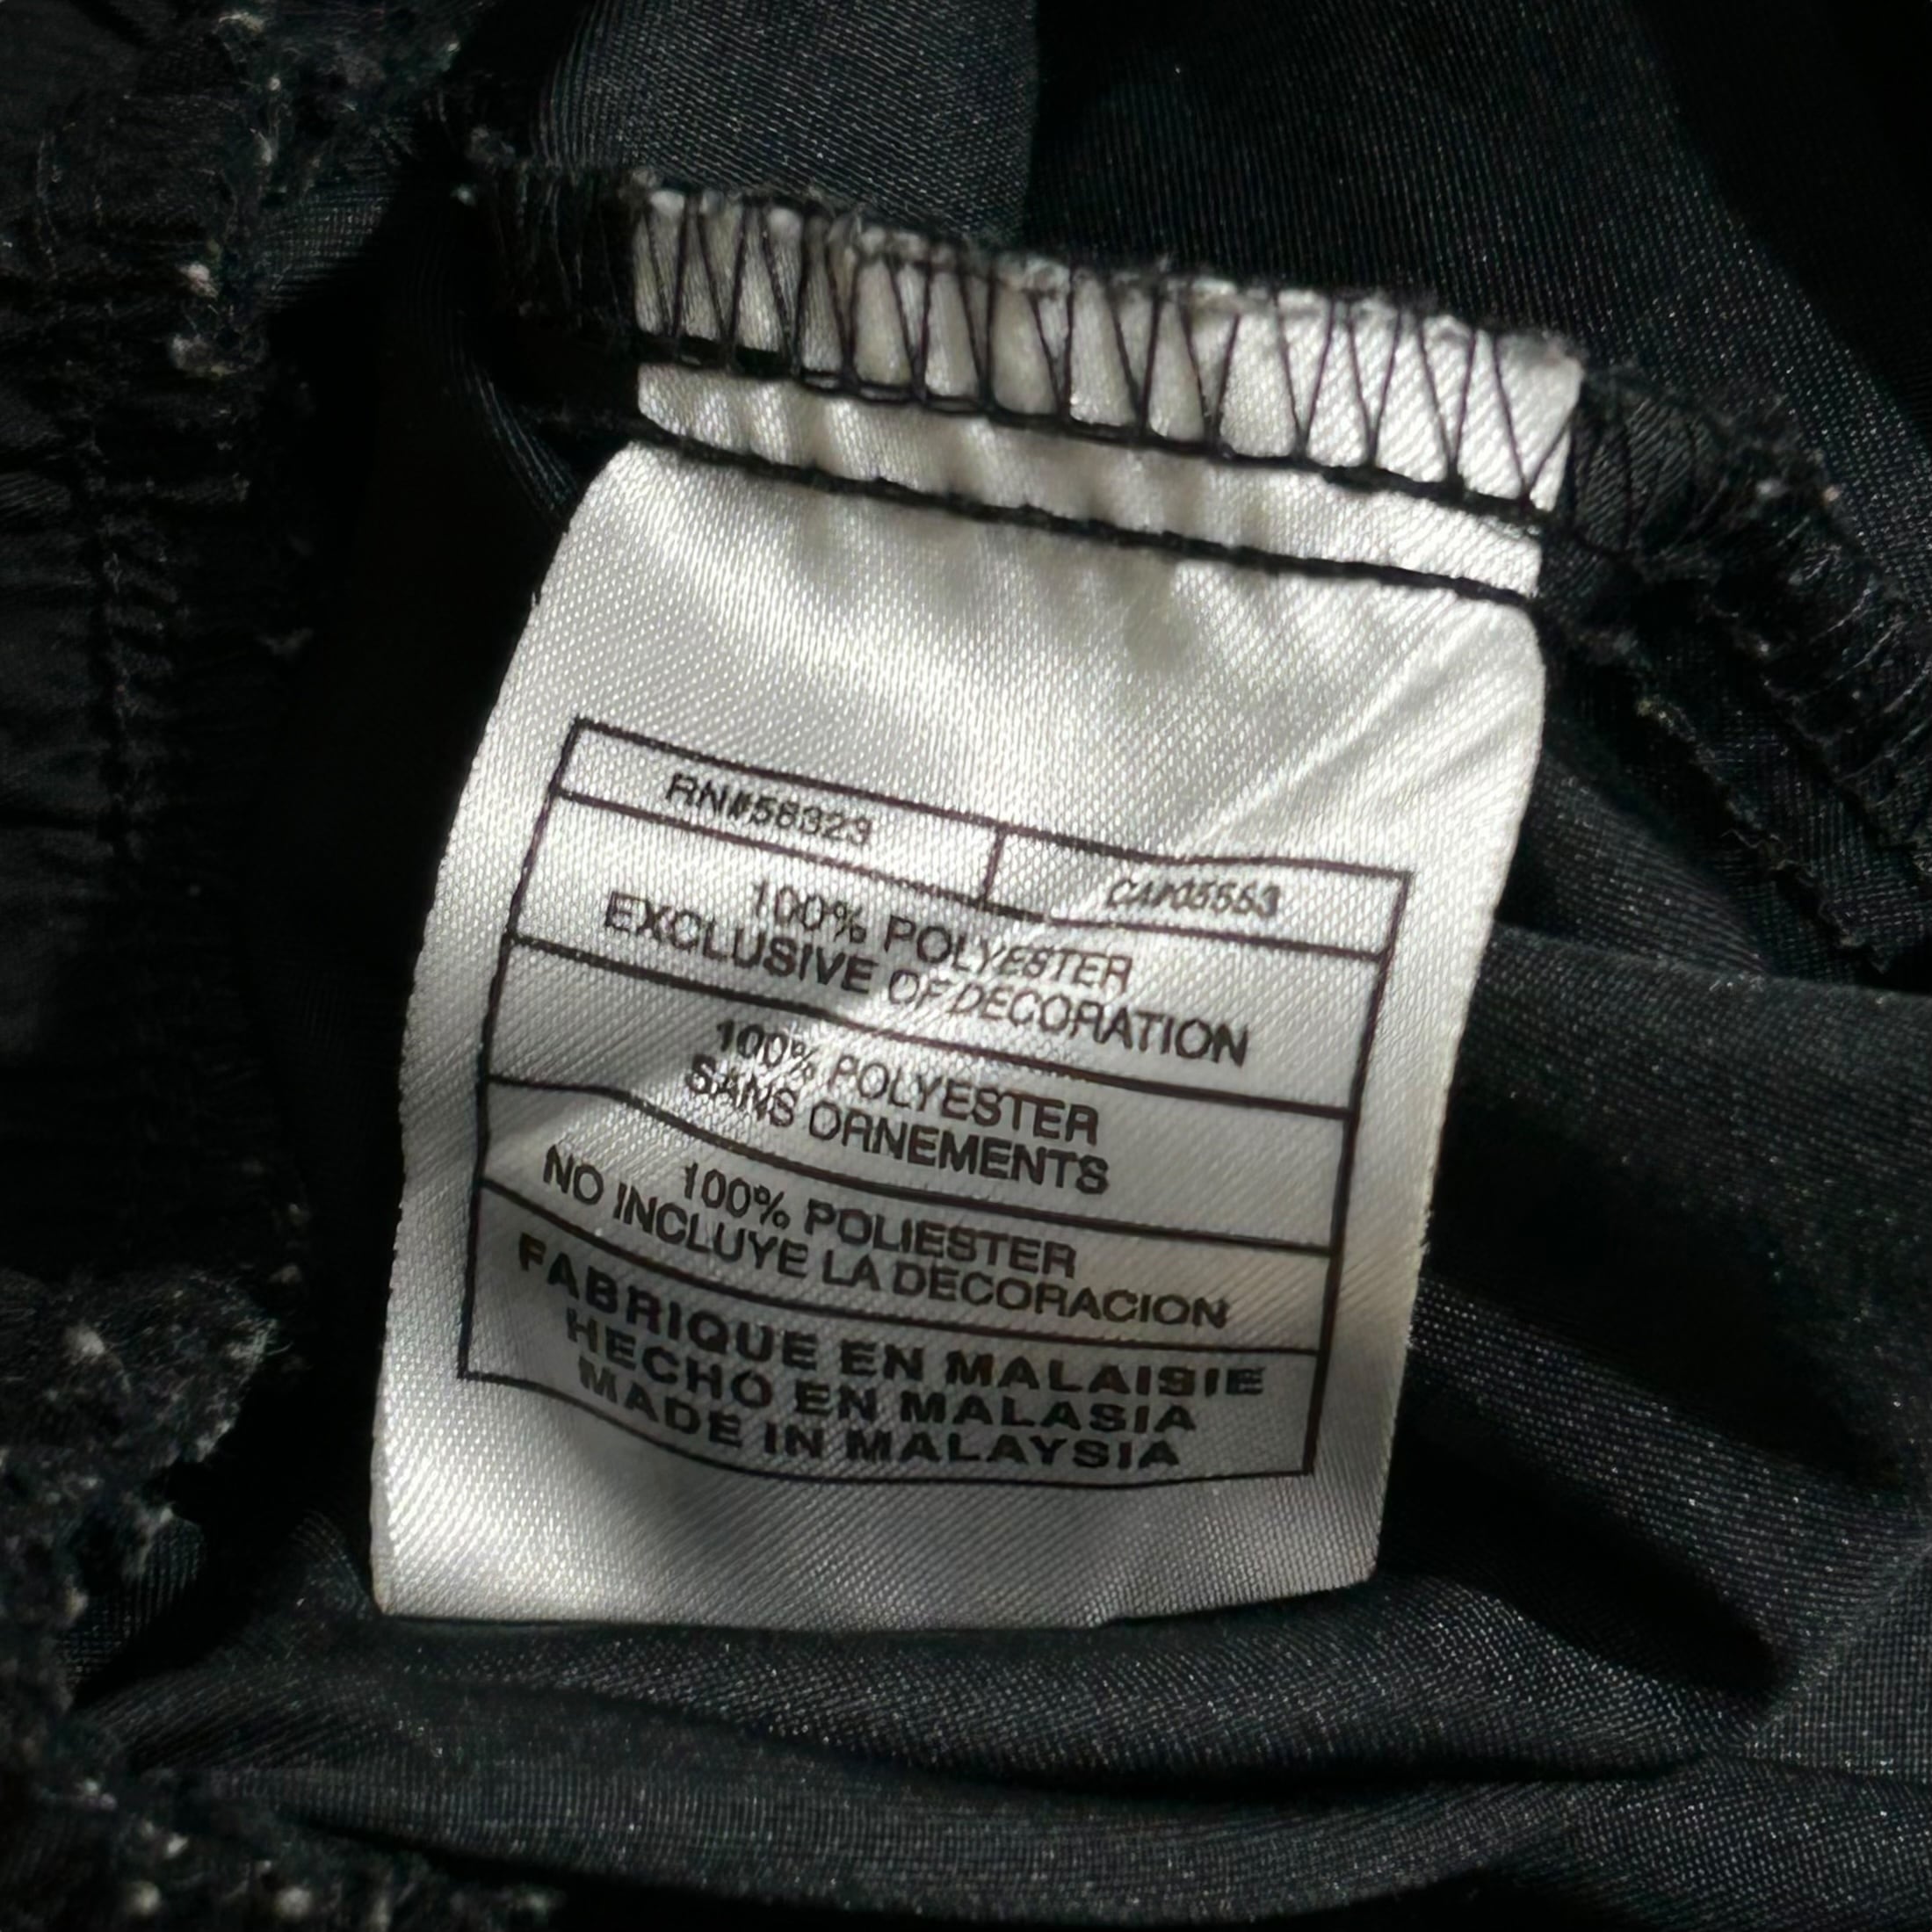 RN#58323
CA#05553
100% POLYESTER
EXCLUSIVE OF DECORATION
100% POLYESTER
SANS ORNEMENTS
100% POLIESTER
NO INCLUYE LA DECORACION
FABRIQUE EN MALAISIE
HECHO EN MALASIA
MADE IN MALAYSIA